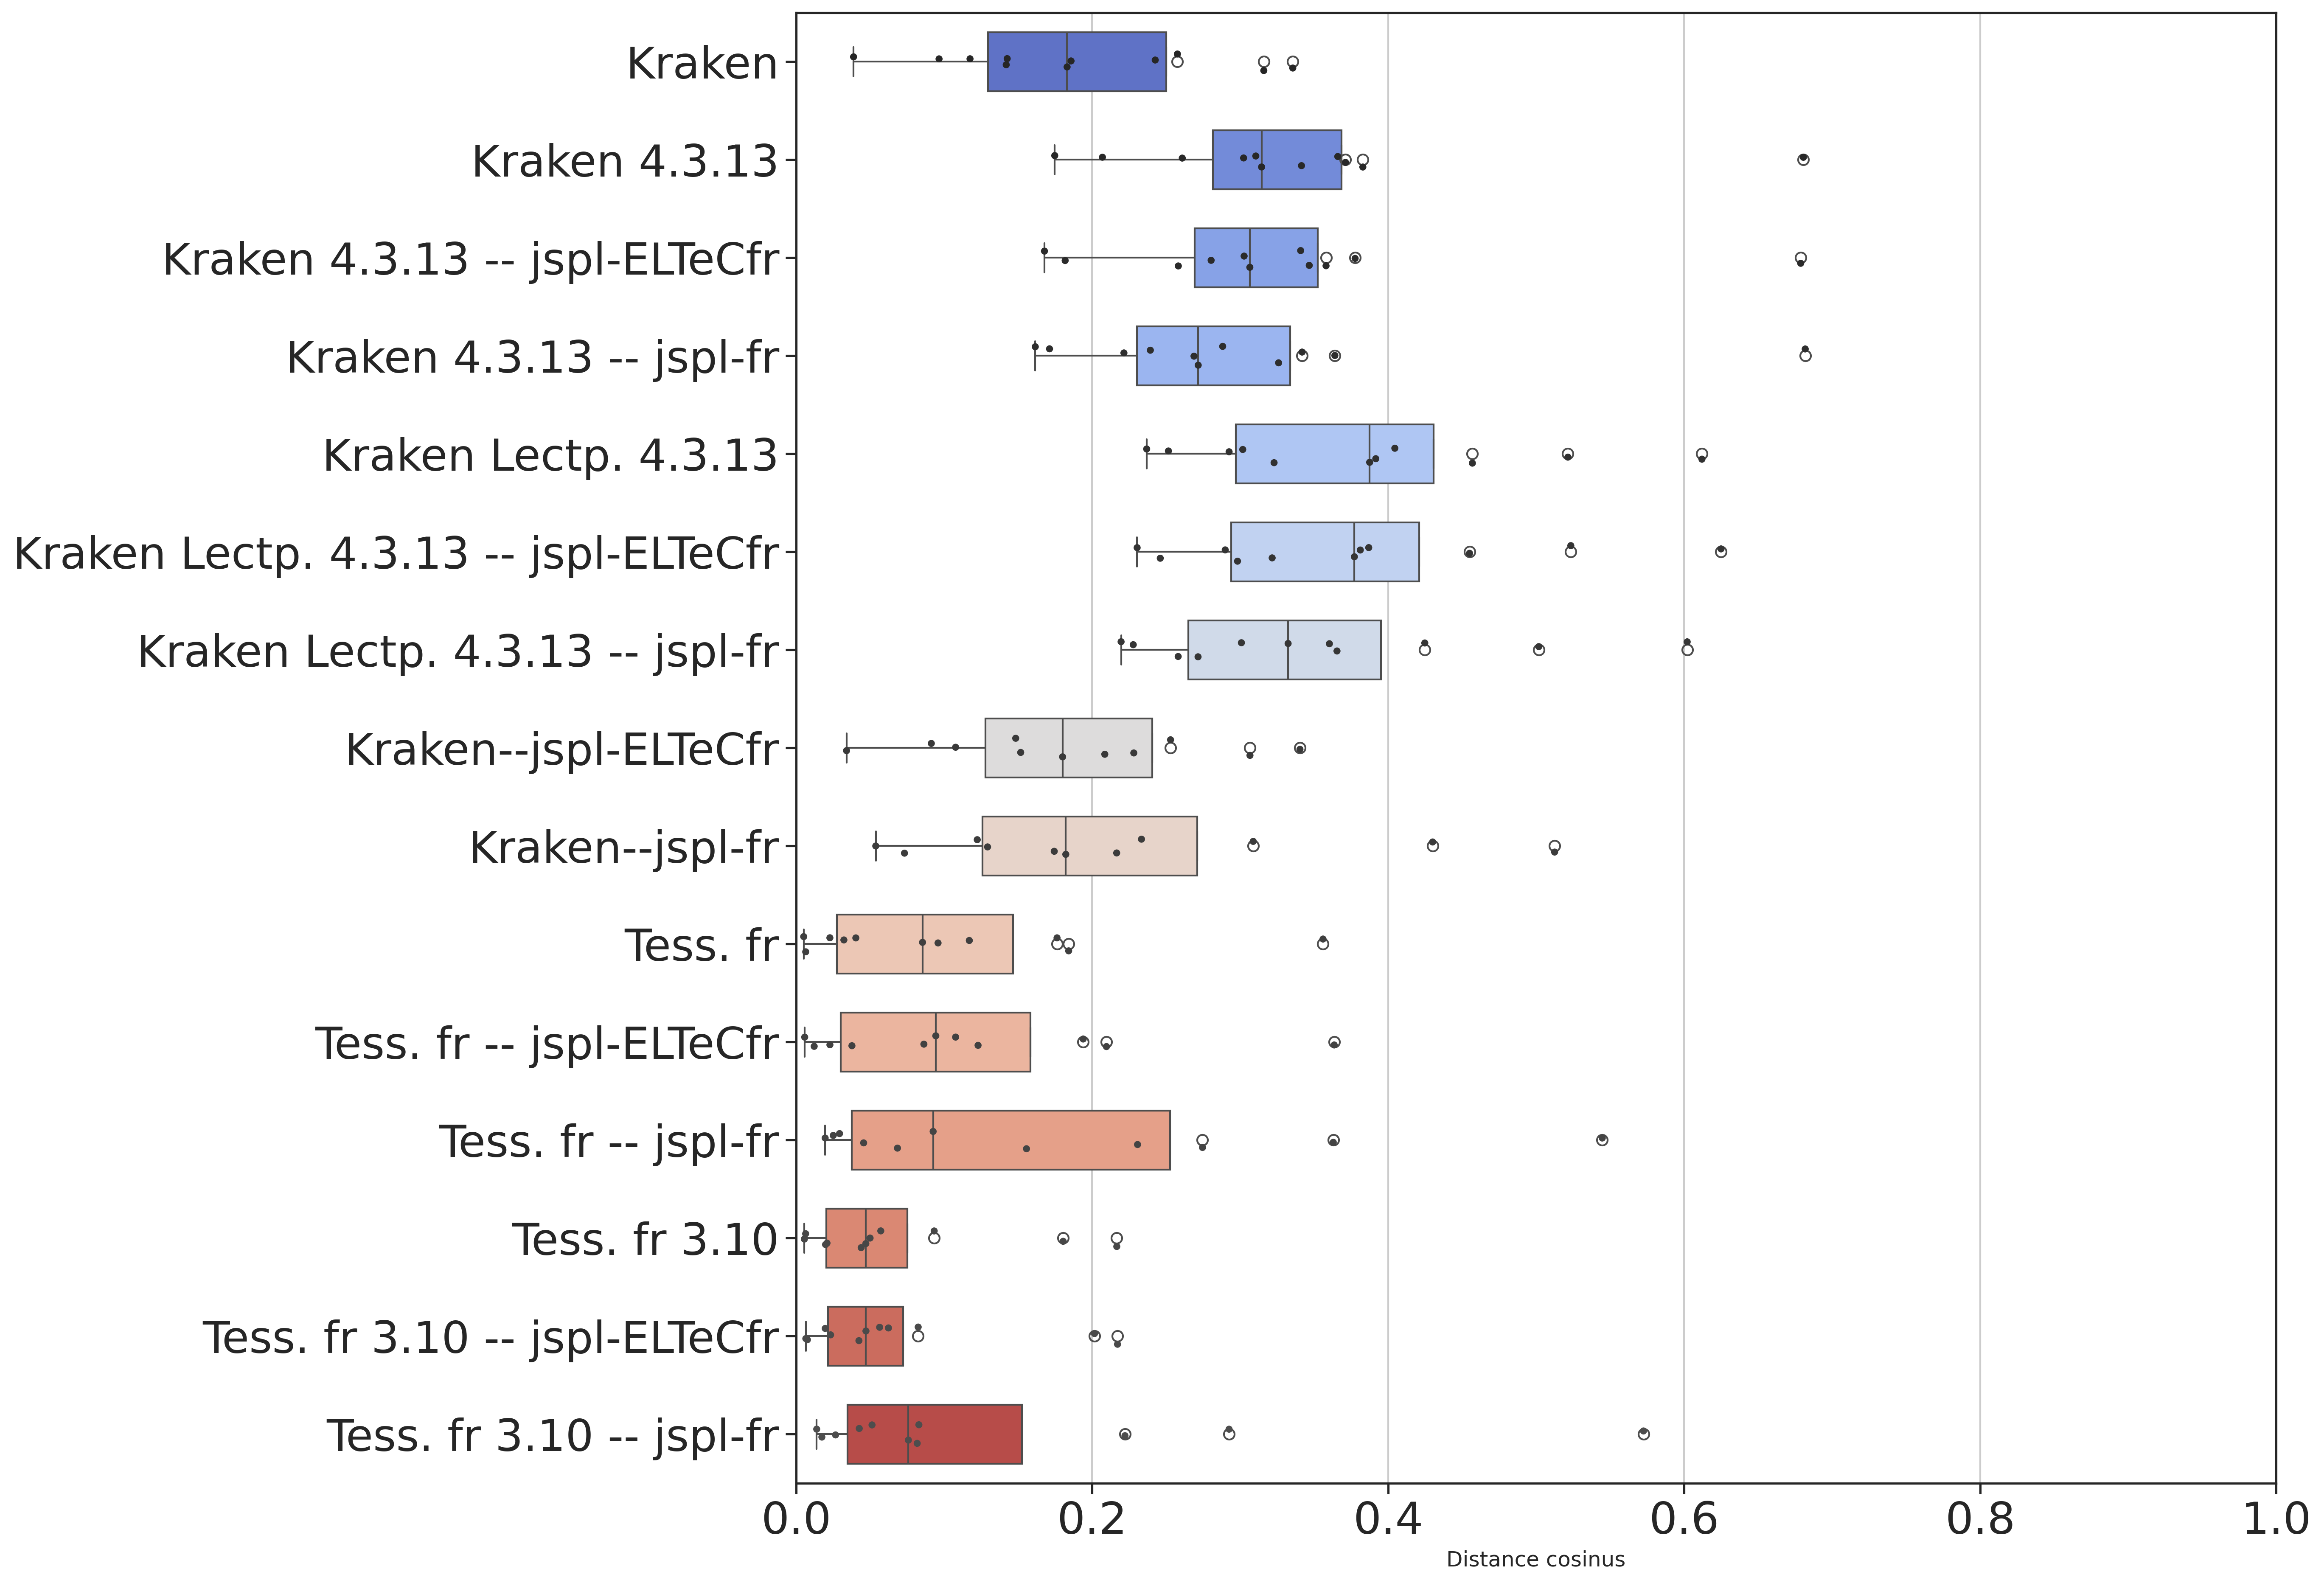 Kraken
Kraken 4.3.13
Kraken 4.3.13 -- jspl-ELTeCfr
Kraken 4.3.13 -- jspl-fr
Kraken Lectp. 4.3.13
Kraken Lectp. 4.3.13 -- jspl-ELTeCfr
Kraken Lectp. 4.3.13 -- jspl-fr
Kraken--jspl-ELTeCfr
Kraken--jspl-fr
Tess. fr
Tess. fr -- jspl-ELTeCfr
Tess. fr -- jspl-fr
Tess. fr 3.10
Tess. fr 3.10 -- jspl-ELTeCfr
Tess. fr 3.10 -- jspl-fr
0.0 0.2 0.4 0.6 0.8 1.0
Distance cosinus